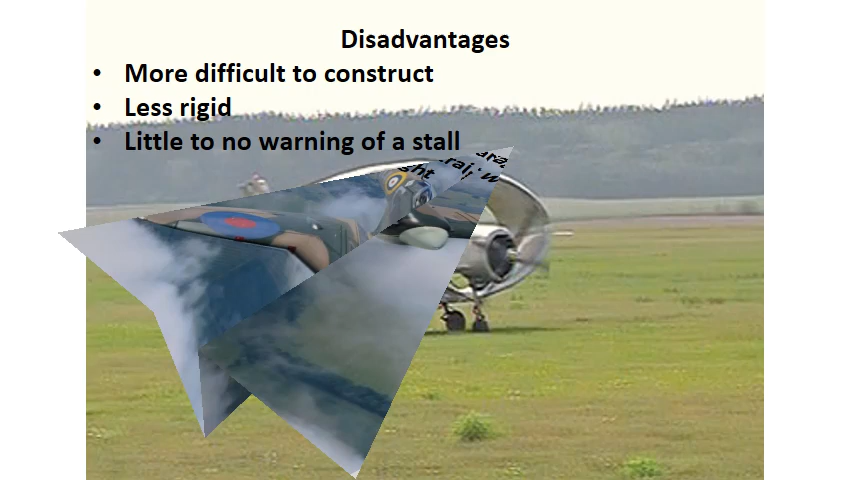 Disadvantages
• More difficult to construct
• Less rigid
• Little to no warning of a stall